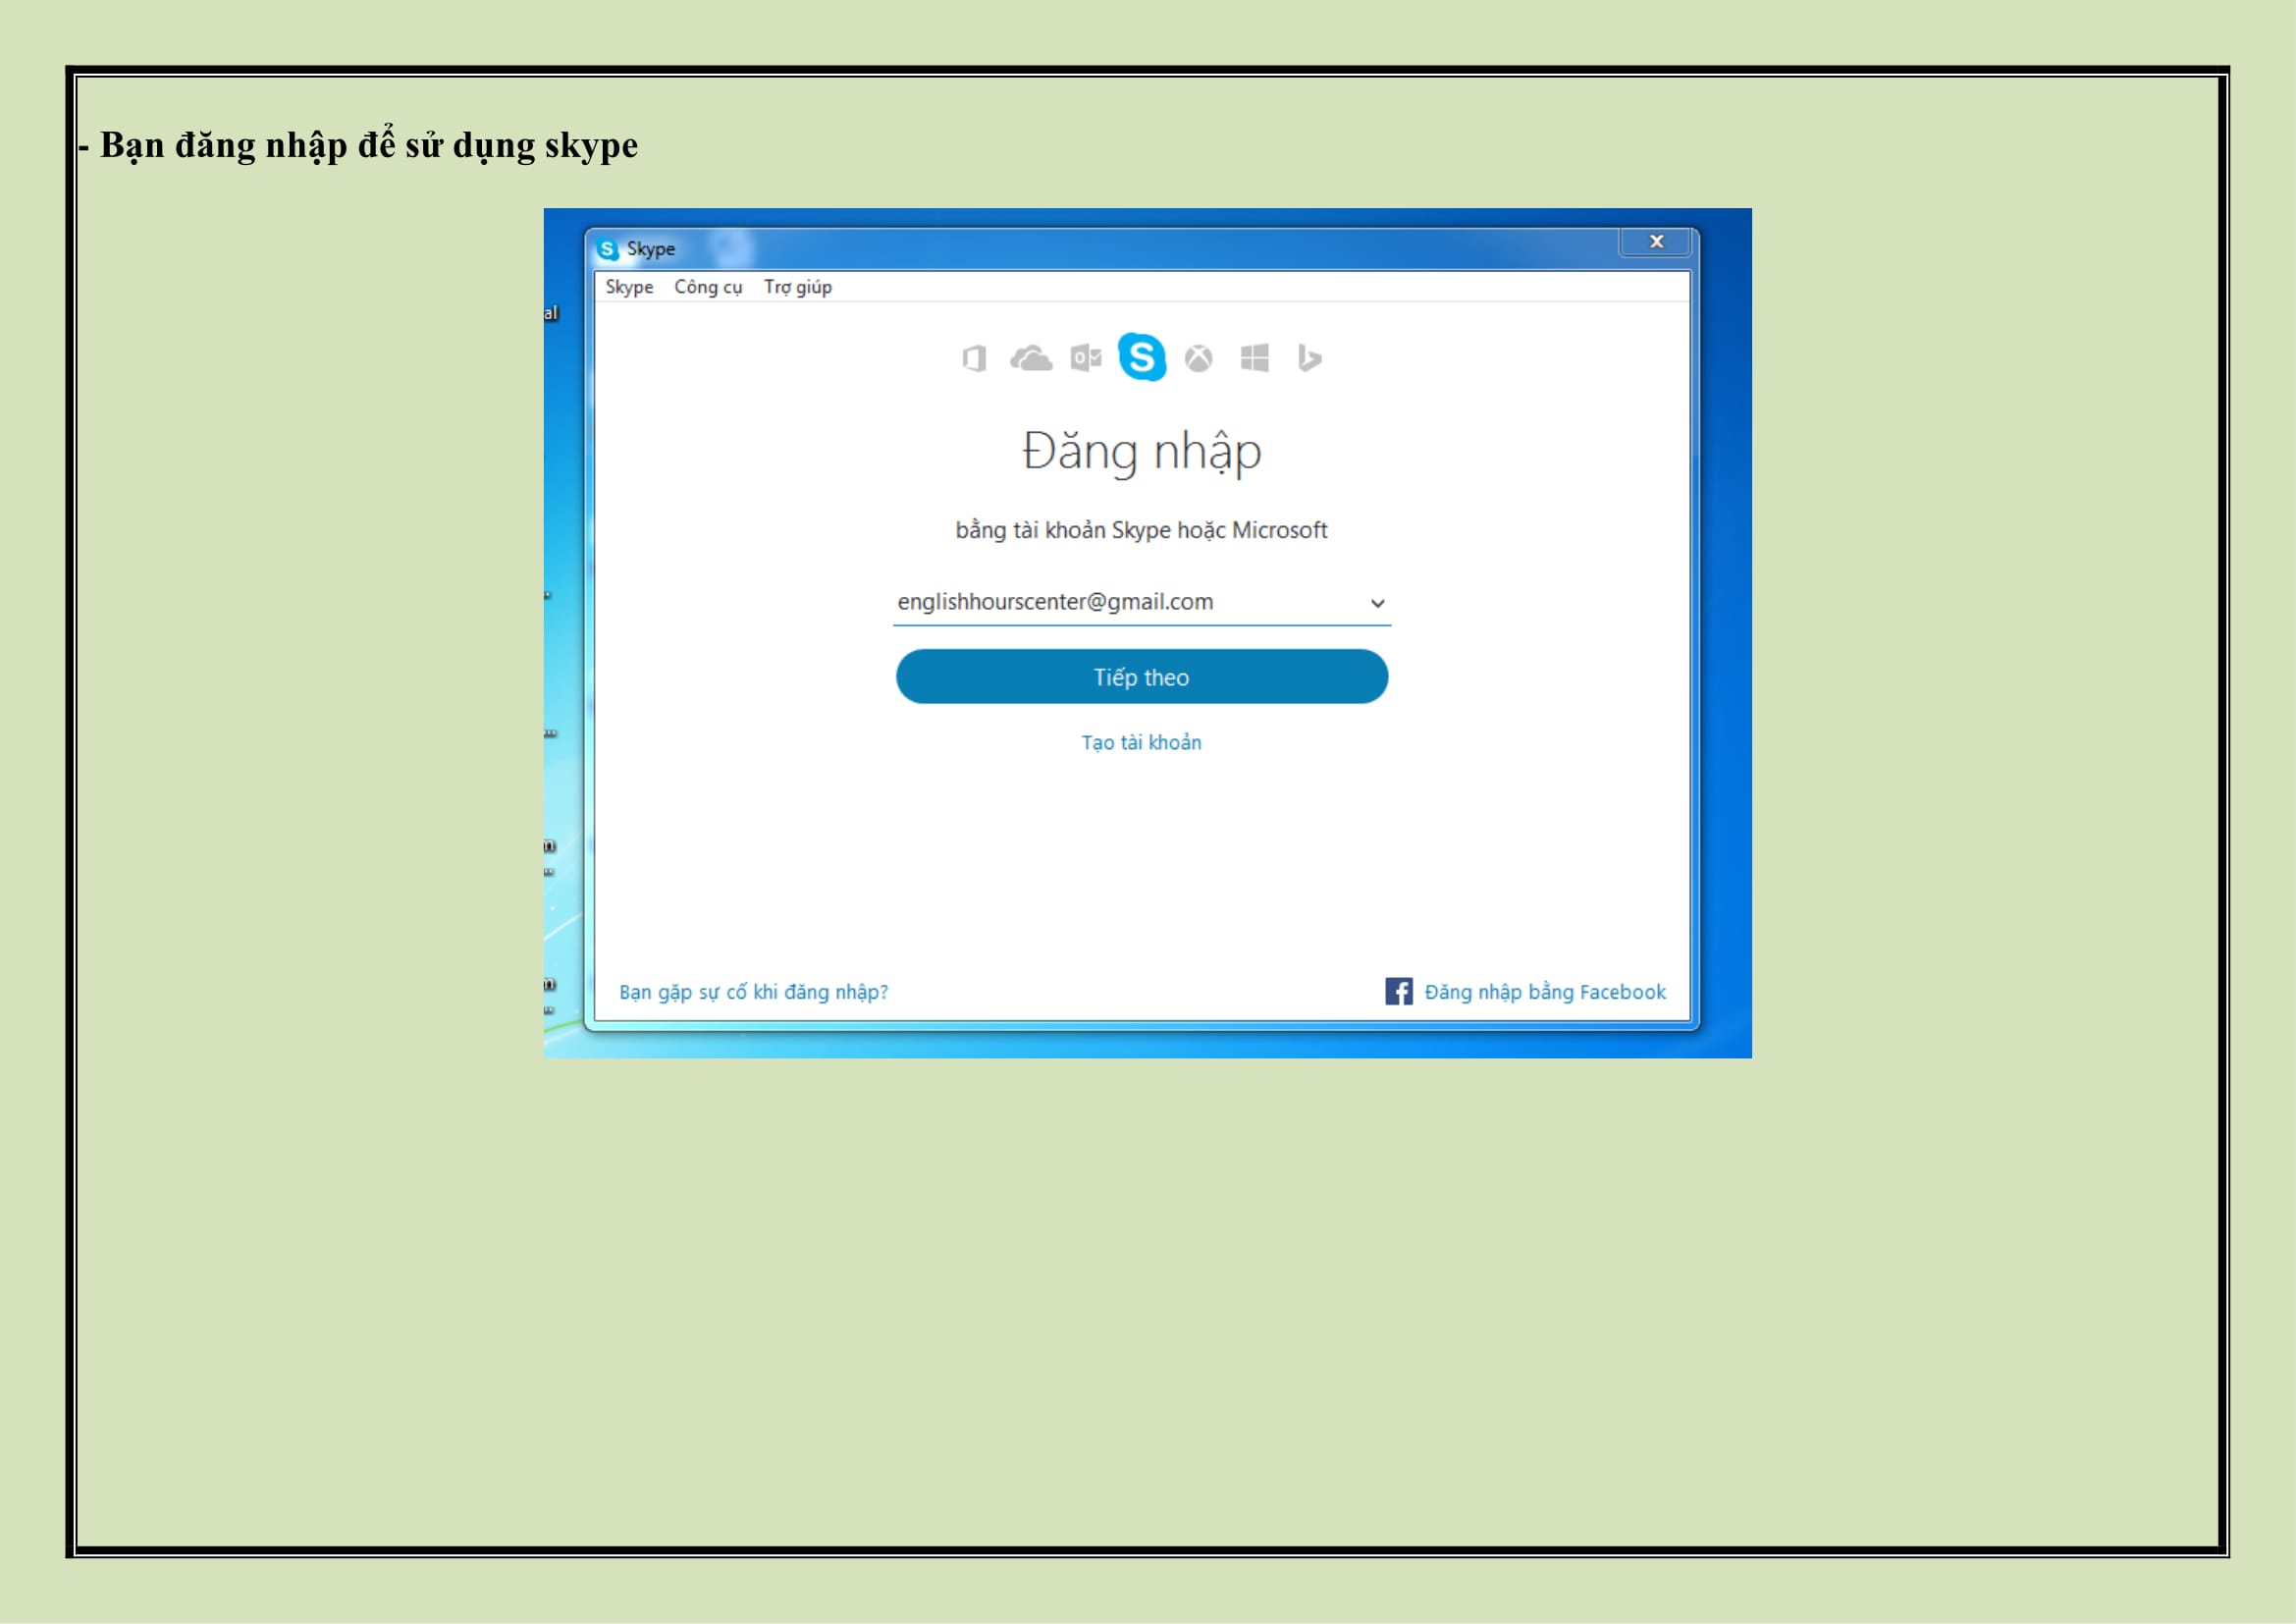 - Bạn đăng nhập để sử dụng skype
Skype
Skype Công cụ Trợ giúp
al
Đăng nhập
bằng tài khoản Skype hoặc Microsoft
englishhourscenter@gmail.com
Tiếp theo
Tạo tài khoản
Bạn gặp sự cố khi đăng nhập?
Đăng nhập bằng Facebook